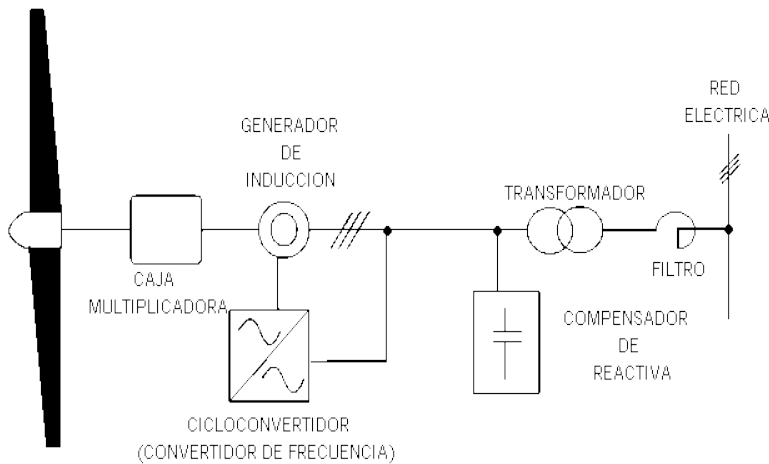 RED
ELECTRICA
GENERADOR
DE
INDUCCION
TRANSFORMADOR
CAJA
MULTIPLICADORA
FILTRO
COMPENSADOR
DE
REACTIVA
CICLOCONVERTIDOR
(CONVERTIDOR DE FRECUENCIA)